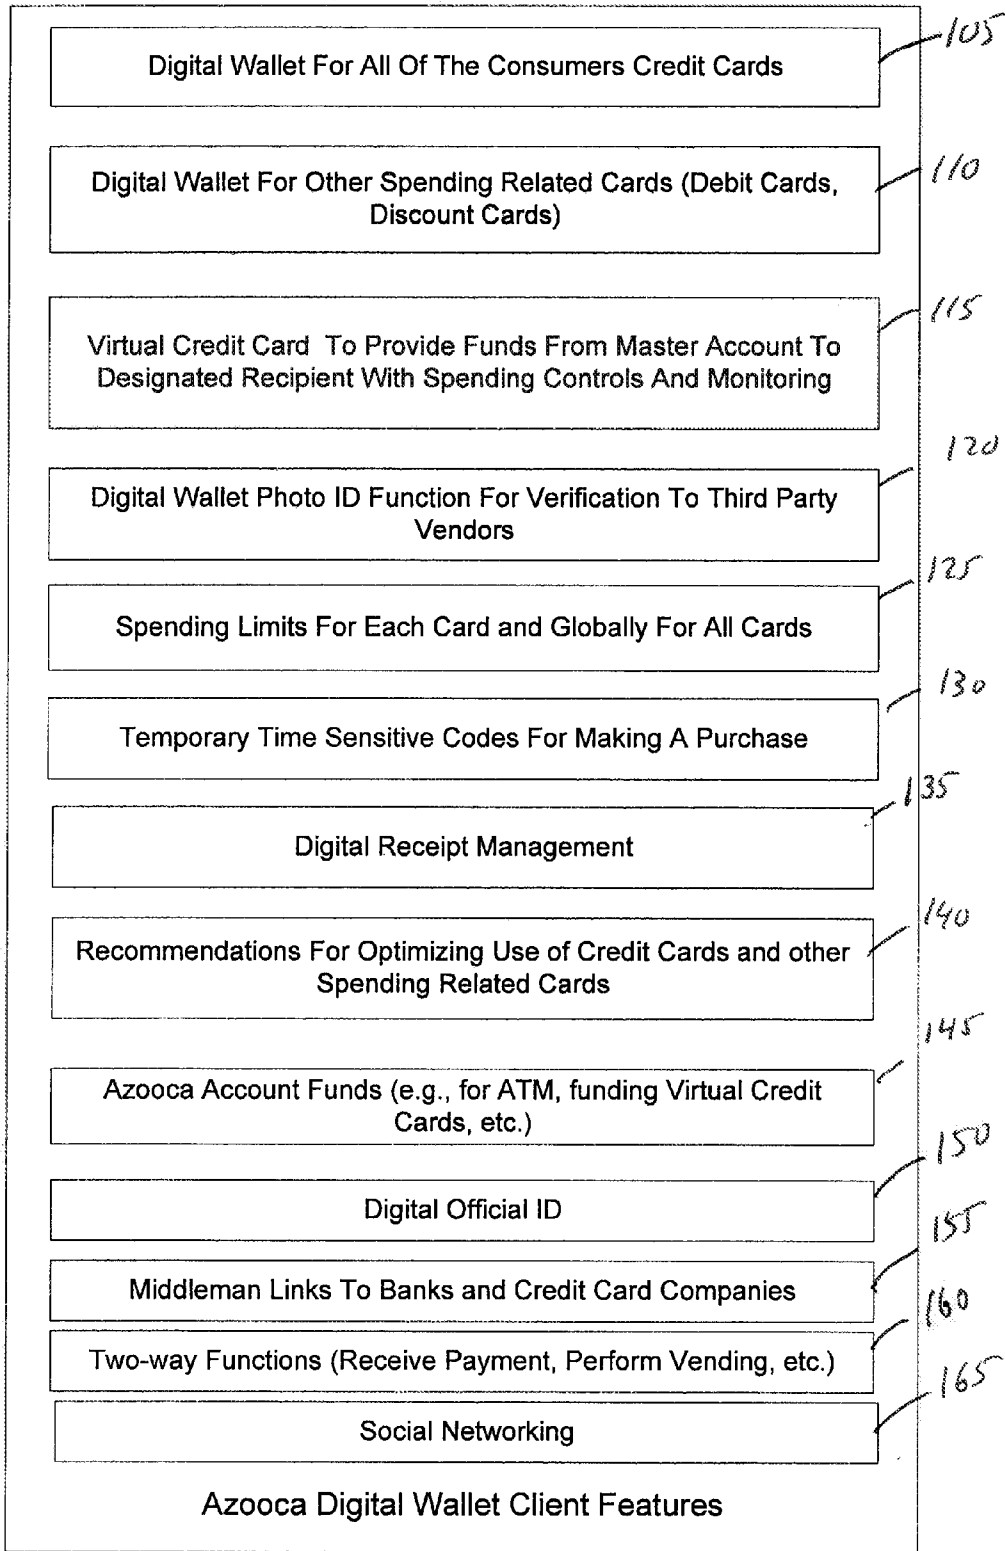 105
Digital Wallet For All Of The Consumers Credit Cards
110
Digital Wallet For Other Spending Related Cards (Debit Cards,
Discount Cards)
115
Virtual Credit Card To Provide Funds From Master Account To
Designated Recipient With Spending Controls And Monitoring
120
Digital Wallet Photo ID Function For Verification To Third Party
Vendors
125
Spending Limits For Each Card and Globally For All Cards
130
Temporary Time Sensitive Codes For Making A Purchase
135
Digital Receipt Management
140
Recommendations For Optimizing Use of Credit Cards and other
Spending Related Cards
145
Azooca Account Funds (e.g., for ATM, funding Virtual Credit
Cards, etc.)
150
Digital Official ID
155
Middleman Links To Banks and Credit Card Companies
160
Two-way Functions (Receive Payment, Perform Vending, etc.)
165
Social Networking
Azooca Digital Wallet Client Features